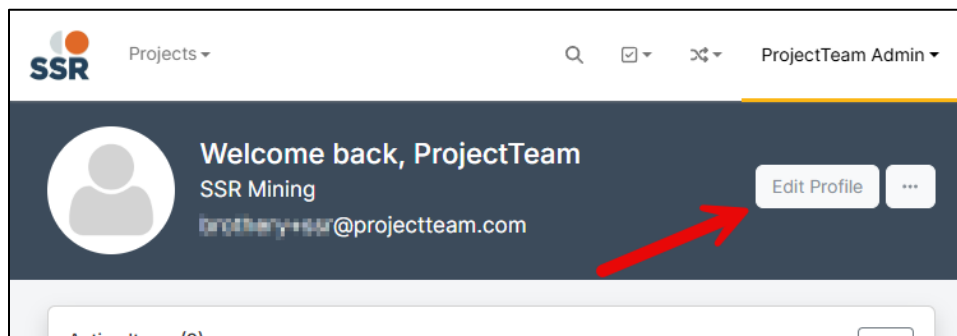 SSR
Projects
ProjectTeam Admin
Welcome back, ProjectTeam
SSR Mining
@projectteam.com
Edit Profile
...